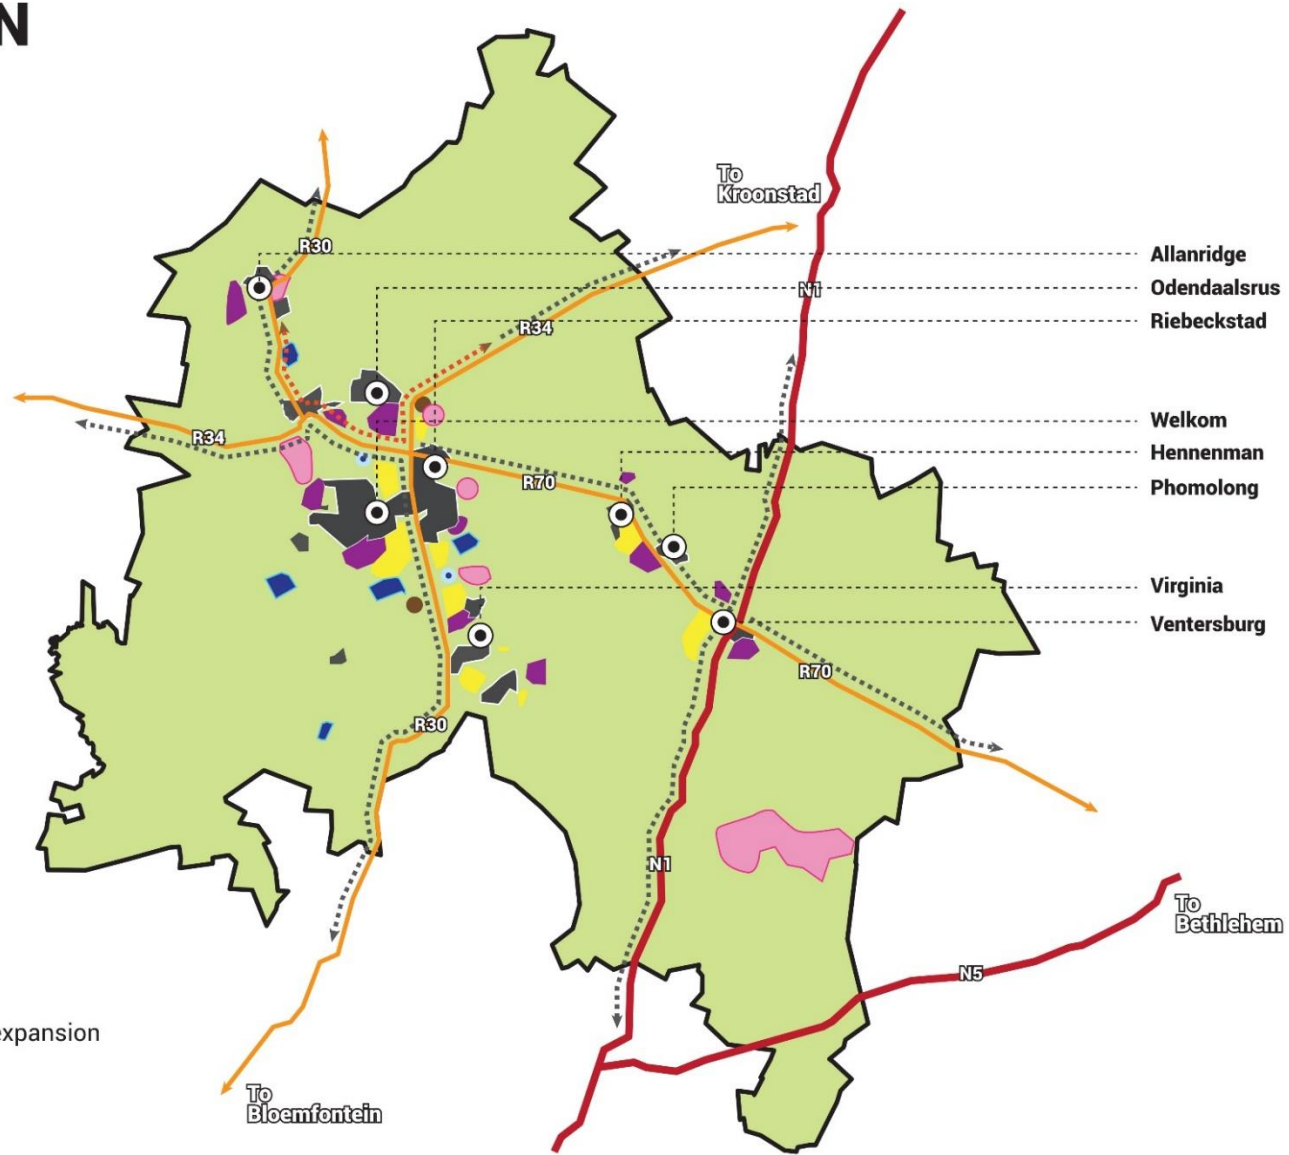 N
To
Kroonstad
R30
Allanridge
N1
Odendaalsrus
R34
Riebeckstad
Welkom
R34
Hennenman
R70
Phomolong
Virginia
Ventersburg
R70
R30
N1
To
Bethlehem
N5
expansion
To
Bloemfontein